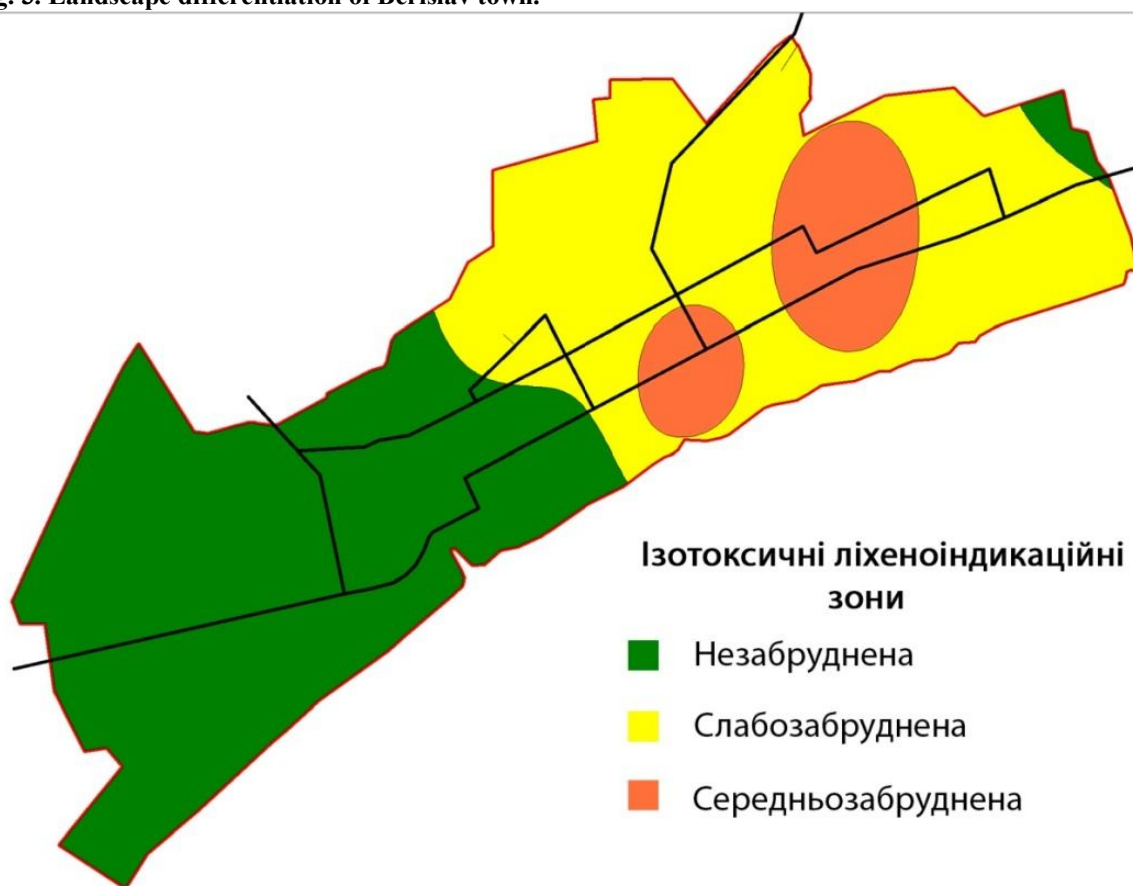 g. 3. Landscape differentiation of Berislav town.
Ізотоксичні ліхеноіндикаційні
зони
Незабруднена
Слабозабруднена
Середньозабруднена